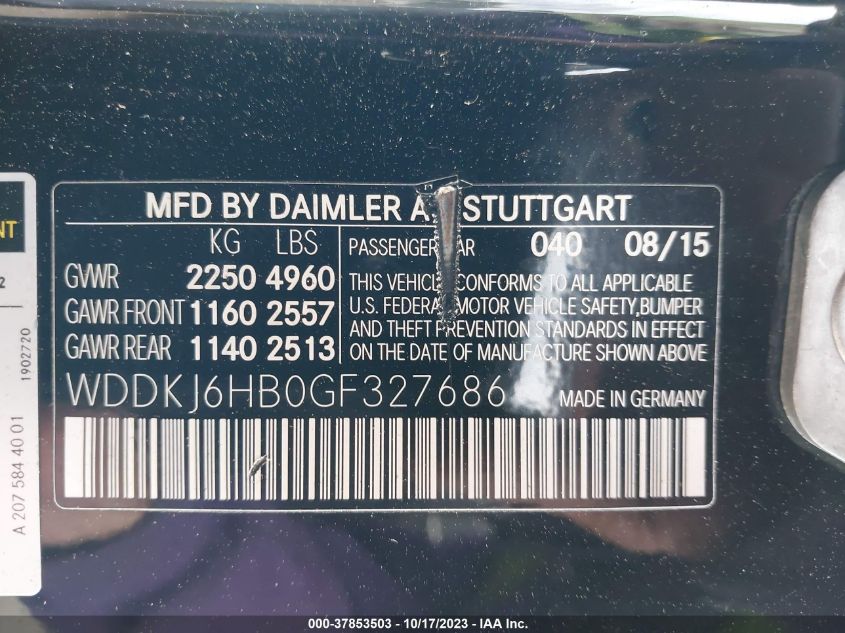 MFD BY DAIMLER A STUTTGART
KG LBS
PASSENGER AR 040 08/15
GVWR 2250 4960
GAWR FRONT 1160 2557
GAWR REAR 1140 2513
THIS VEHICL CONFORMS TO ALL APPLICABLE
U.S. FEDERA MOTOR VEHICLE SAFETY, BUMPER
AND THEFT PREVENTION STANDARDS IN EFFECT
ON THE DATE OF MANUFACTURE SHOWN ABOVE
WDDKJ6HB0GF327686 MADE IN GERMANY
NT
2
1902720
A 207 584 40 01
000-37853503 - 10/17/2023 - IAA Inc.